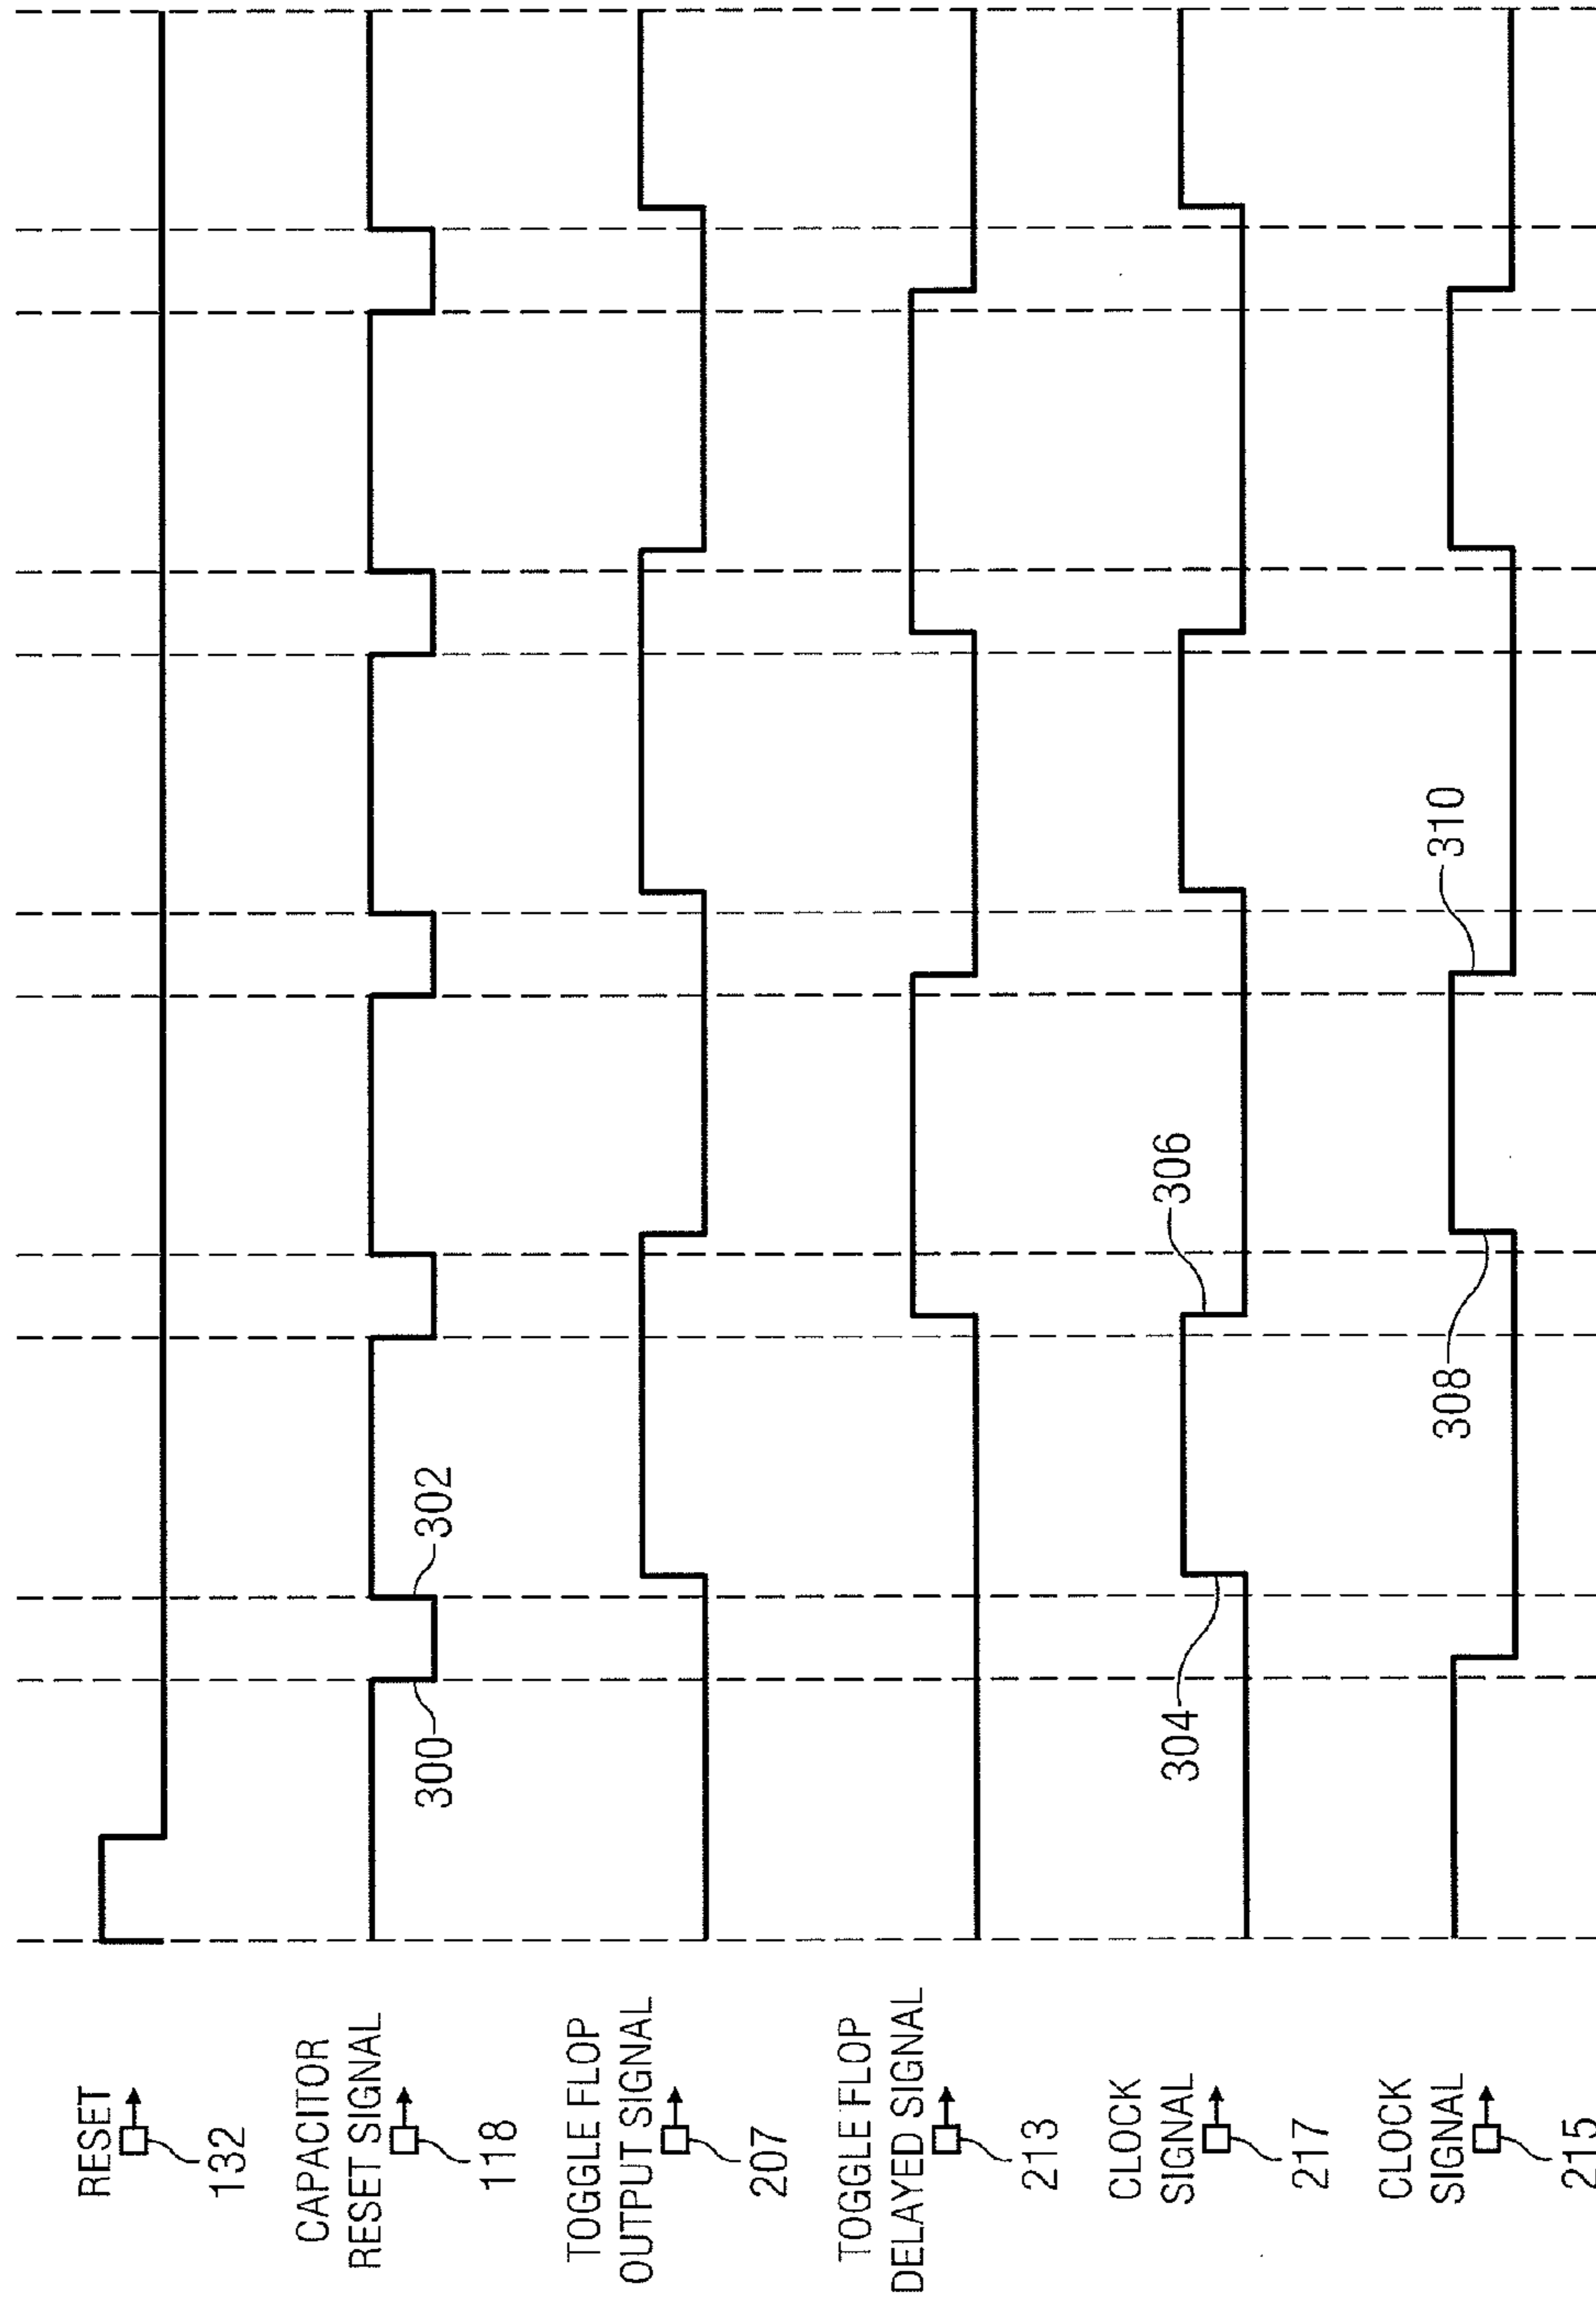 RESET
132
CAPACITOR
RESET SIGNAL
118
TOGGLE FLOP
OUTPUT SIGNAL
207
TOGGLE FLOP
DELAYED SIGNAL
213
CLOCK
SIGNAL
217
CLOCK
SIGNAL
215
300
302
304
306
308
310